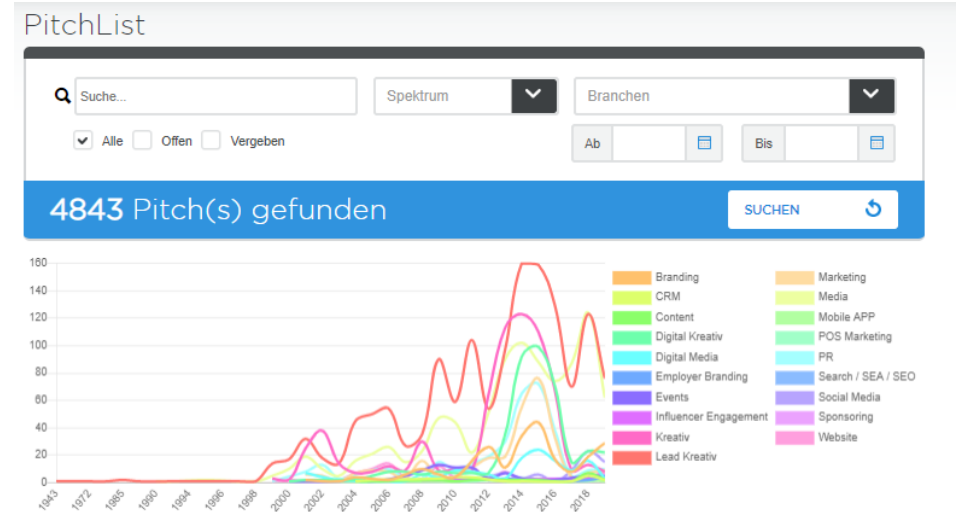 PitchList
Suche...
Spektrum
Branchen
Alle Offen Vergeben
Ab
Bis
4843 Pitch(s) gefunden
SUCHEN
160
140
120
100
80
60
40
20
0
1943 1972 1985 1990 1994 1996 1998 2000 2002 2004 2006 2008 2010 2012 2014 2016 2018
Branding Marketing
CRM Media
Content Mobile APP
Digital Kreativ POS Marketing
Digital Media PR
Employer Branding Search / SEA / SEO
Events Social Media
Influencer Engagement Sponsoring
Kreativ Website
Lead Kreativ